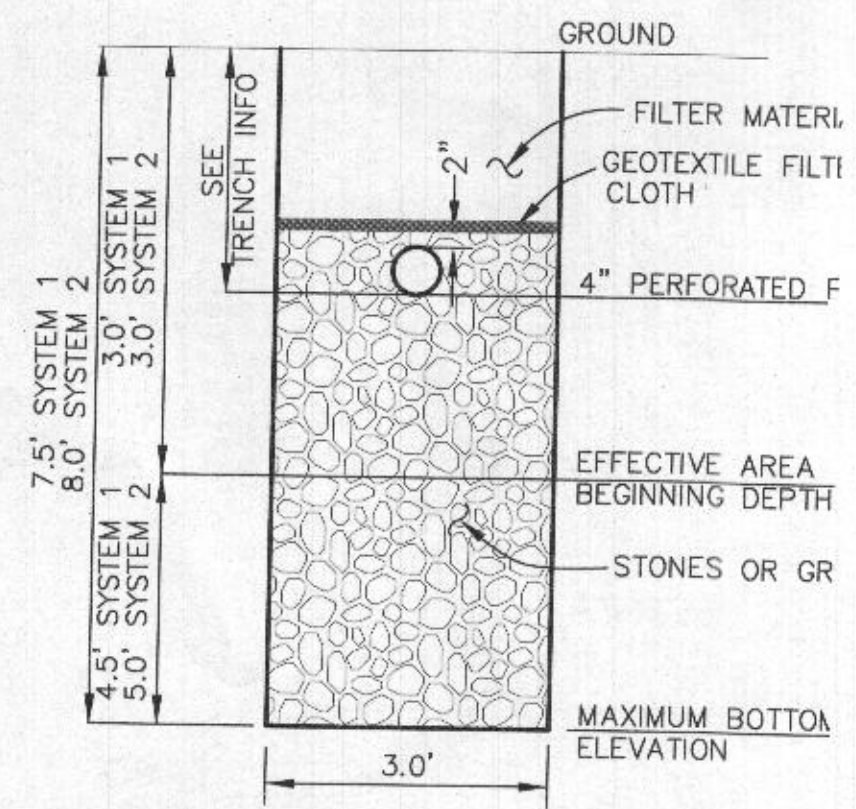 GROUND
FILTER MATERI
GEOTEXTILE FILTE
CLOTH
2"
SEE
TRENCH INFO
3.0' SYSTEM 1
3.0' SYSTEM 2
7.5' SYSTEM 1
8.0' SYSTEM 2
4" PERFORATED P
EFFECTIVE AREA
BEGINNING DEPTH
4.5' SYSTEM 1
5.0' SYSTEM 2
STONES OR GR
MAXIMUM BOTTOM
ELEVATION
3.0'